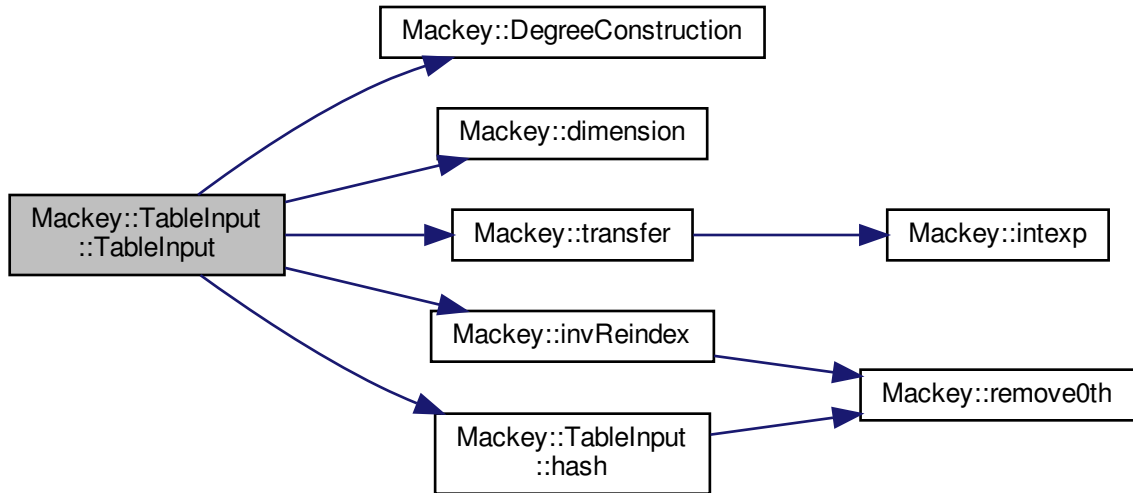 Mackey::DegreeConstruction
Mackey::dimension
Mackey::TableInput
::TableInput
Mackey::transfer
Mackey::intexp
Mackey::invReindex
Mackey::remove0th
Mackey::TableInput
::hash